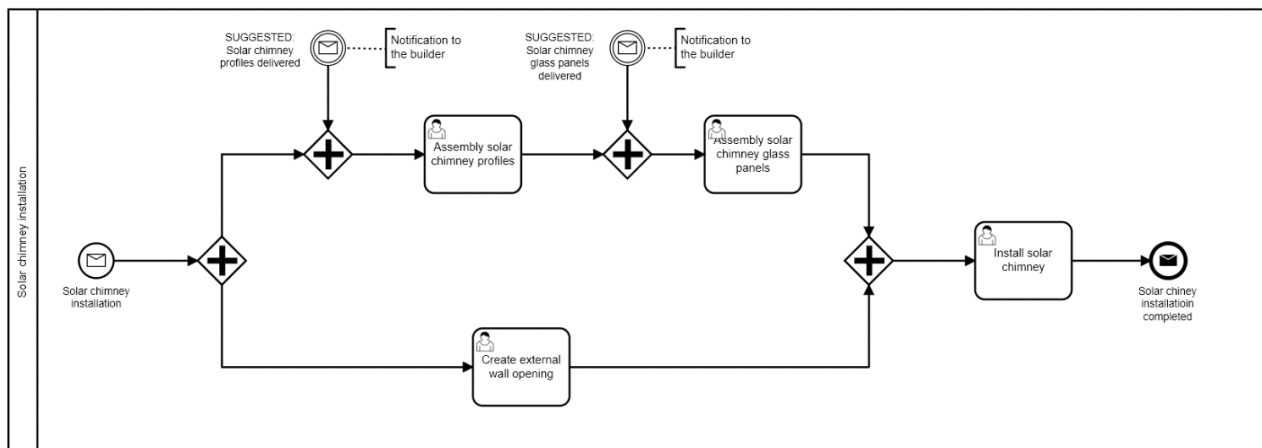 Solar chimney installation
SUGGESTED:
Solar chimney
profiles delivered
Notification to
the builder
SUGGESTED:
Solar chimney
glass panels
delivered
Notification to
the builder
Assembly solar
chimney profiles
Assembly solar
chimney glass
panels
Solar chimney
installation
Install solar
chimney
Solar chiney
installatioin
completed
Create external
wall opening